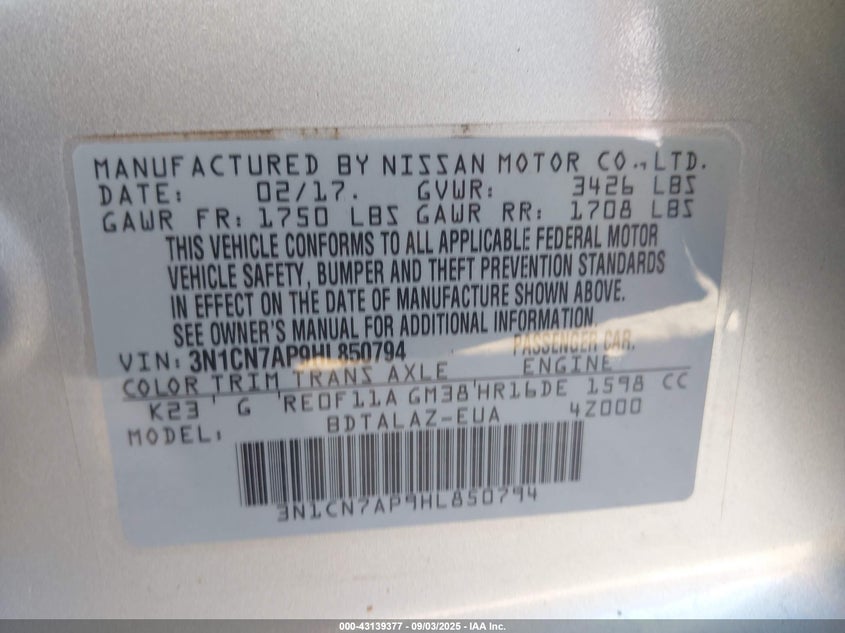 MANUFACTURED BY NISSAN MOTOR CO., LTD.
DATE: 02/17. GVWR: 3426 LBS
GAWR FR: 1750 LBS GAWR RR: 1708 LBS
THIS VEHICLE CONFORMS TO ALL APPLICABLE FEDERAL MOTOR
VEHICLE SAFETY, BUMPER AND THEFT PREVENTION STANDARDS
IN EFFECT ON THE DATE OF MANUFACTURE SHOWN ABOVE.
SEE OWNER'S MANUAL FOR ADDITIONAL INFORMATION
VIN: 3N1CN7AP9HL850794 PASSENGER CAR.
COLOR TRIM TRANS AXLE ENGINE
K23 G RE0F11A GM38 HR16DE 1598 CC
MODEL: BDTALAZ-EUA 4Z000
3N1CN7AP9HL850794
000-43139377 - 09/03/2025 - IAA Inc.